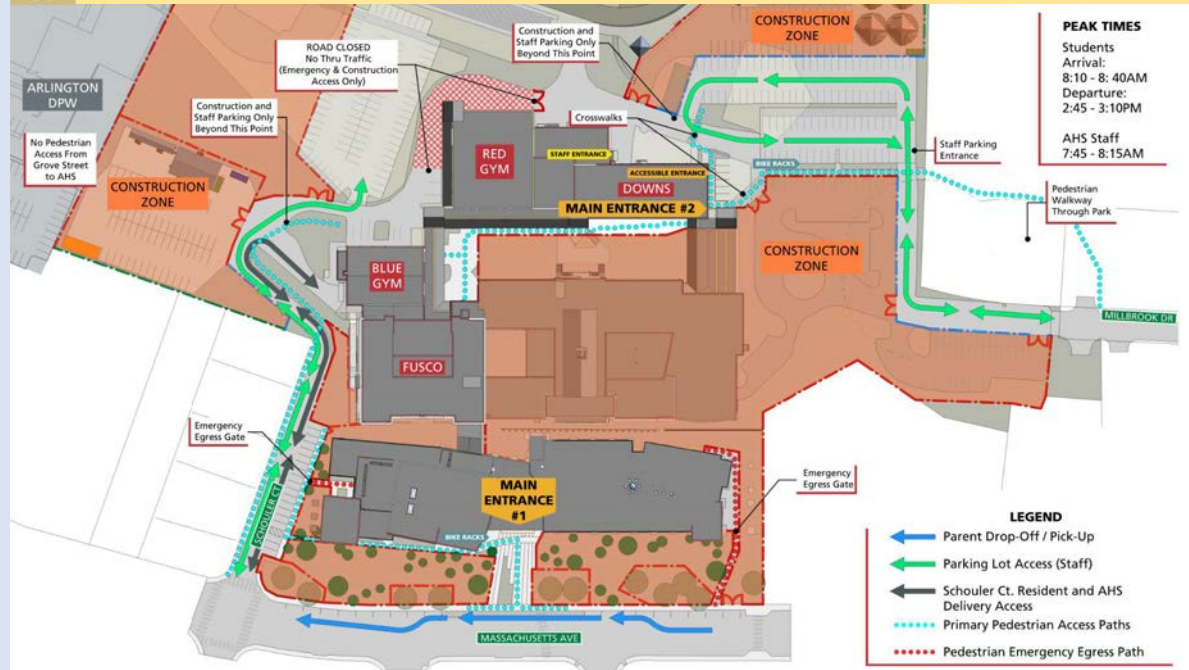 CONSTRUCTION
ZONE
Construction and
Staff Parking Only
Beyond This Point
ROAD CLOSED
No Thru Traffic
(Emergency & Construction
Access Only)
PEAK TIMES
Students
Arrival:
8:10 - 8: 40AM
Departure:
2:45 - 3:10PM
AHS Staff
7:45 - 8:15AM
ARLINGTON
DPW
Construction and
Staff Parking Only
Beyond This Point
Crosswalks
No Pedestrian
Access From
Grove Street
to AHS
RED
GYM
STAFF ENTRANCE
BIKE RACKS
Staff Parking
Entrance
CONSTRUCTION
ZONE
ACCESSIBLE ENTRANCE
DOWNS
MAIN ENTRANCE #2
Pedestrian
Walkway
Through Park
CONSTRUCTION
ZONE
BLUE
GYM
MILLBROOK DR
FUSCO
Emergency
Egress Gate
Emergency
Egress Gate
MAIN
ENTRANCE
#1
SCHOULER CT
BIKE RACKS
MASSACHUSETTS AVE
LEGEND
Parent Drop-Off / Pick-Up
Parking Lot Access (Staff)
Schouler Ct. Resident and AHS
Delivery Access
Primary Pedestrian Access Paths
Pedestrian Emergency Egress Path